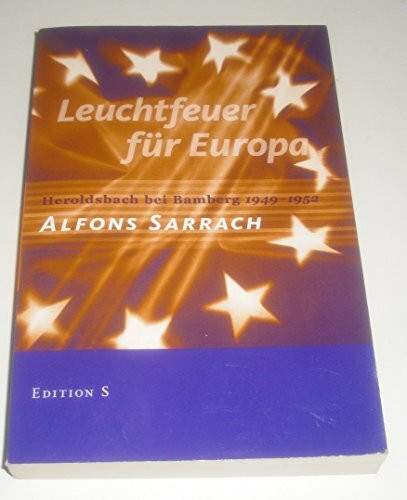 Leuchtfeuer
für Europa
Heroldsbach bei Bamberg 1949–1952
ALFONS SARRACH
EDITION S